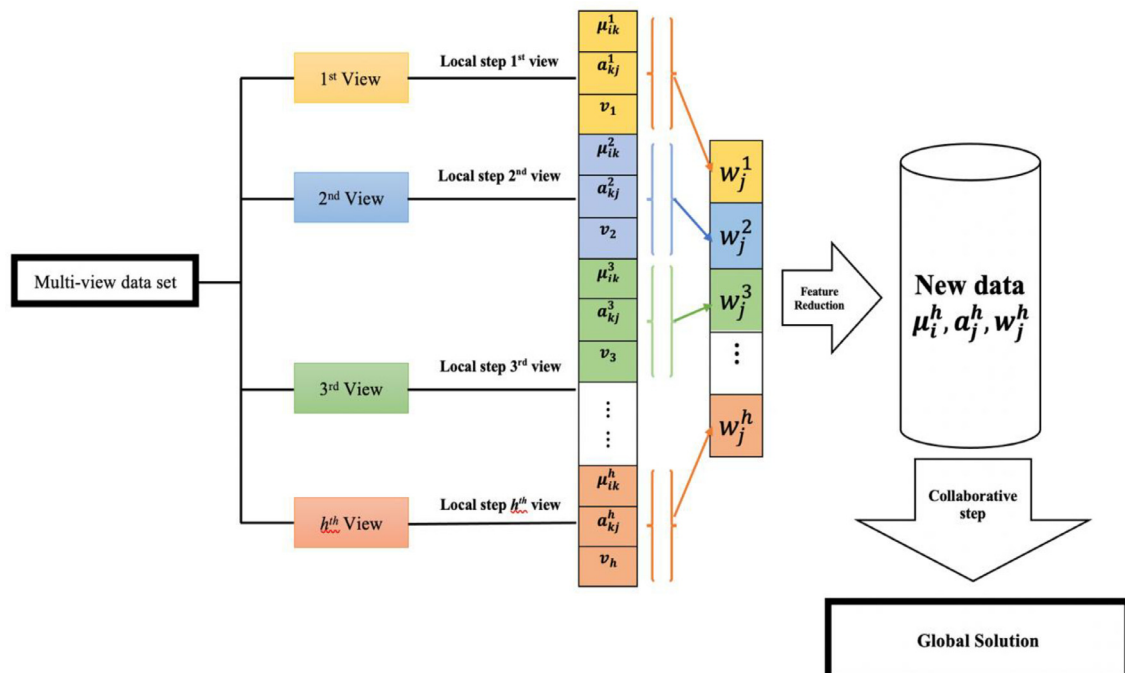 Multi-view data set
1st View
2nd View
3rd View
hth View
Local step 1st view
Local step 2nd view
Local step 3rd view
Local step hth view
μ¹ᵢₖ
a¹ₖⱼ
v₁
μ²ᵢₖ
a²ₖⱼ
v₂
μ³ᵢₖ
a³ₖⱼ
v₃
⋮
⋮
μʰᵢₖ
aʰₖⱼ
vₕ
w¹ⱼ
w²ⱼ
w³ⱼ
⋮
wʰⱼ
Feature
Reduction
New data
μʰᵢ, aʰⱼ, wʰⱼ
Collaborative
step
Global Solution